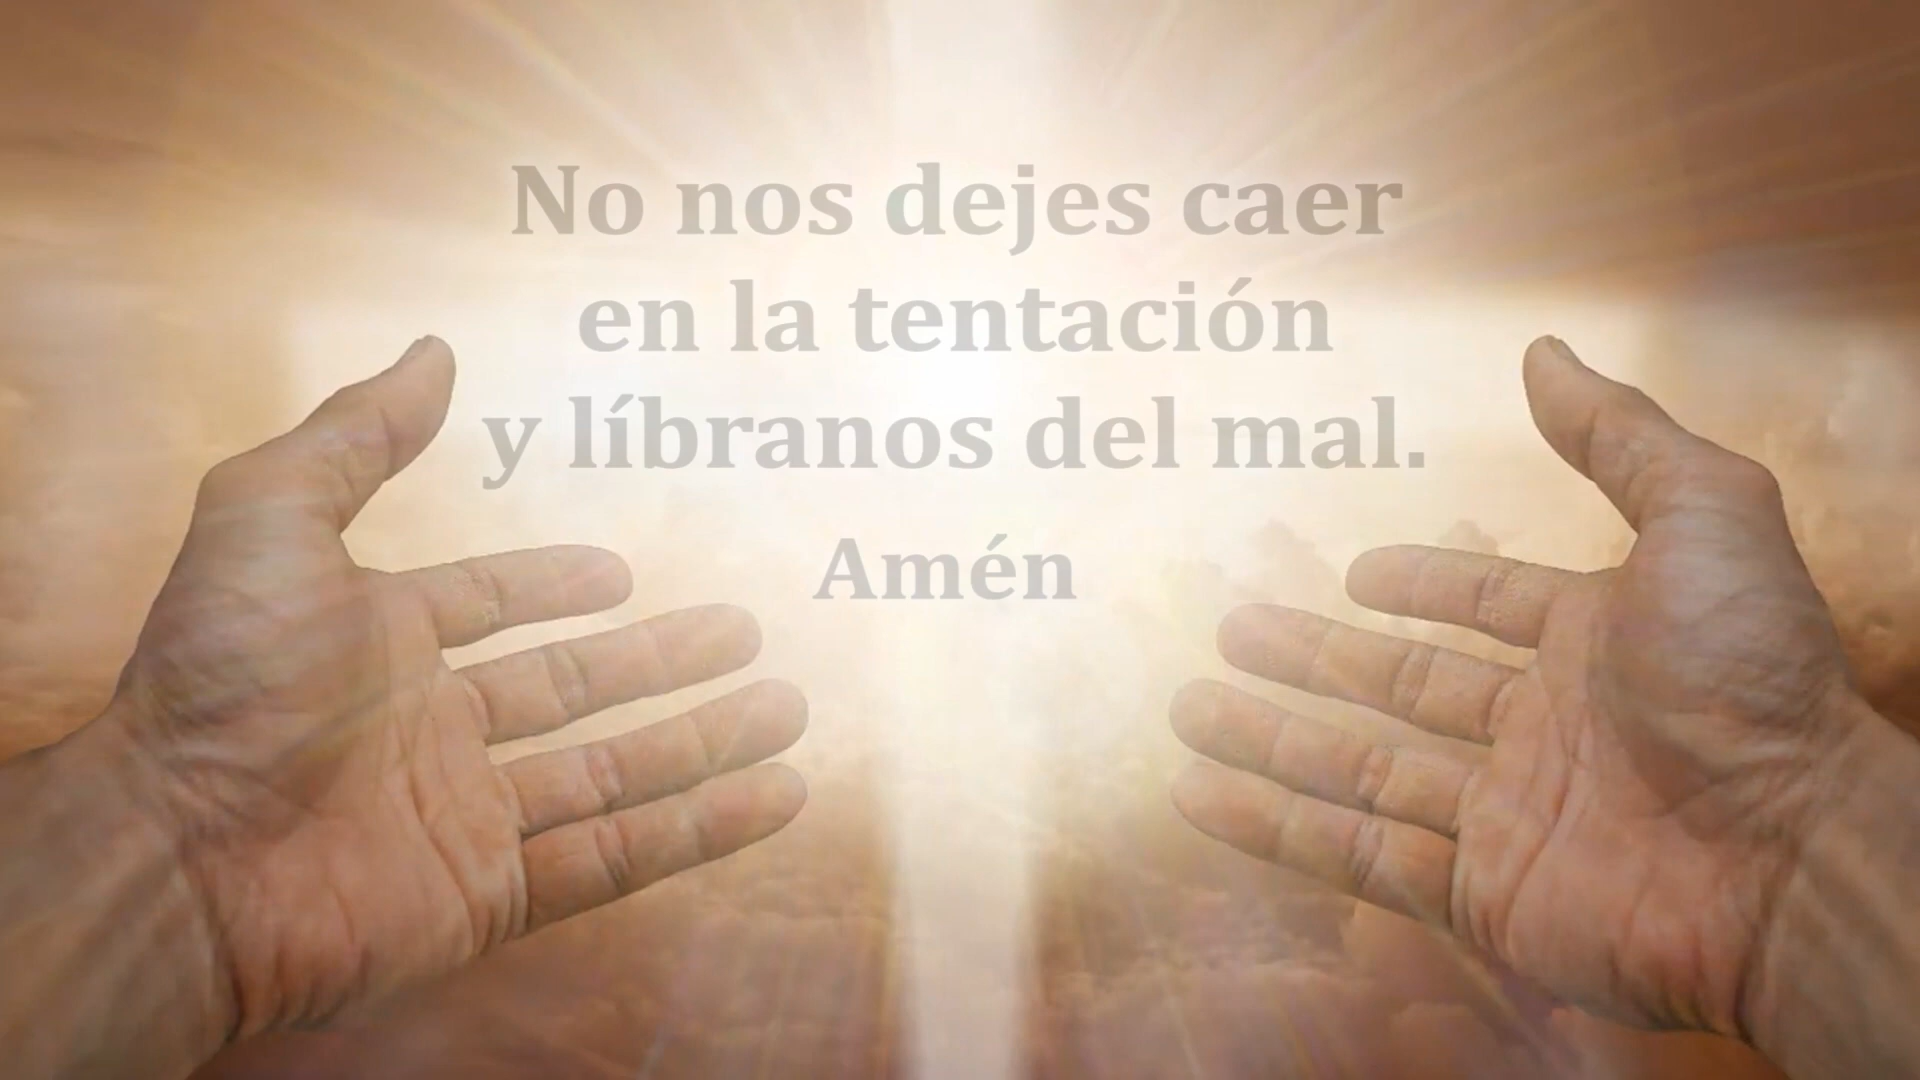 No nos dejes caer
en la tentación
y líbranos del mal.
Amén